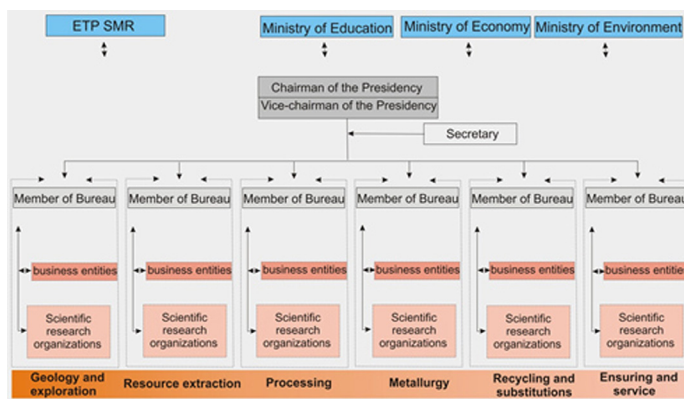 ETP SMR
Ministry of Education
Ministry of Economy
Ministry of Environment
Chairman of the Presidency
Vice-chairman of the Presidency
Secretary
Member of Bureau
Member of Bureau
Member of Bureau
Member of Bureau
Member of Bureau
Member of Bureau
business entities
business entities
business entities
business entities
business entities
business entities
Scientific
research
organizations
Scientific
research
organizations
Scientific
research
organizations
Scientific
research
organizations
Scientific
research
organizations
Scientific
research
organizations
Geology and
exploration
Resource extraction
Processing
Metallurgy
Recycling and
substitutions
Ensuring and
service